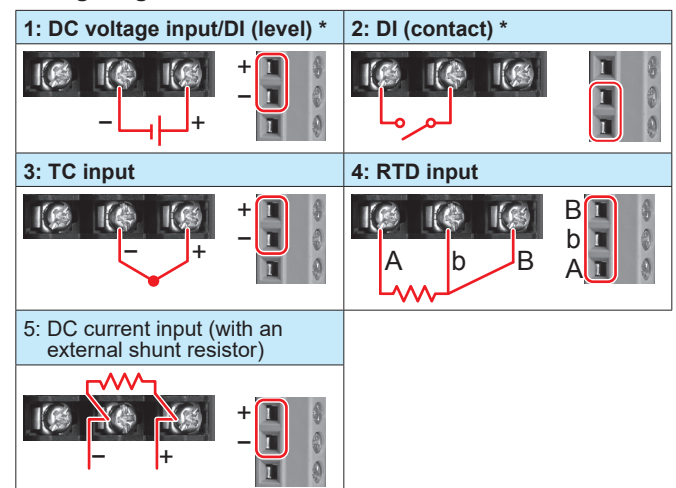 1: DC voltage input/DI (level) *
2: DI (contact) *
+
−
− +
3: TC input
4: RTD input
− +
+
−
A b B
B
b
A
5: DC current input (with an
external shunt resistor)
− +
+
−